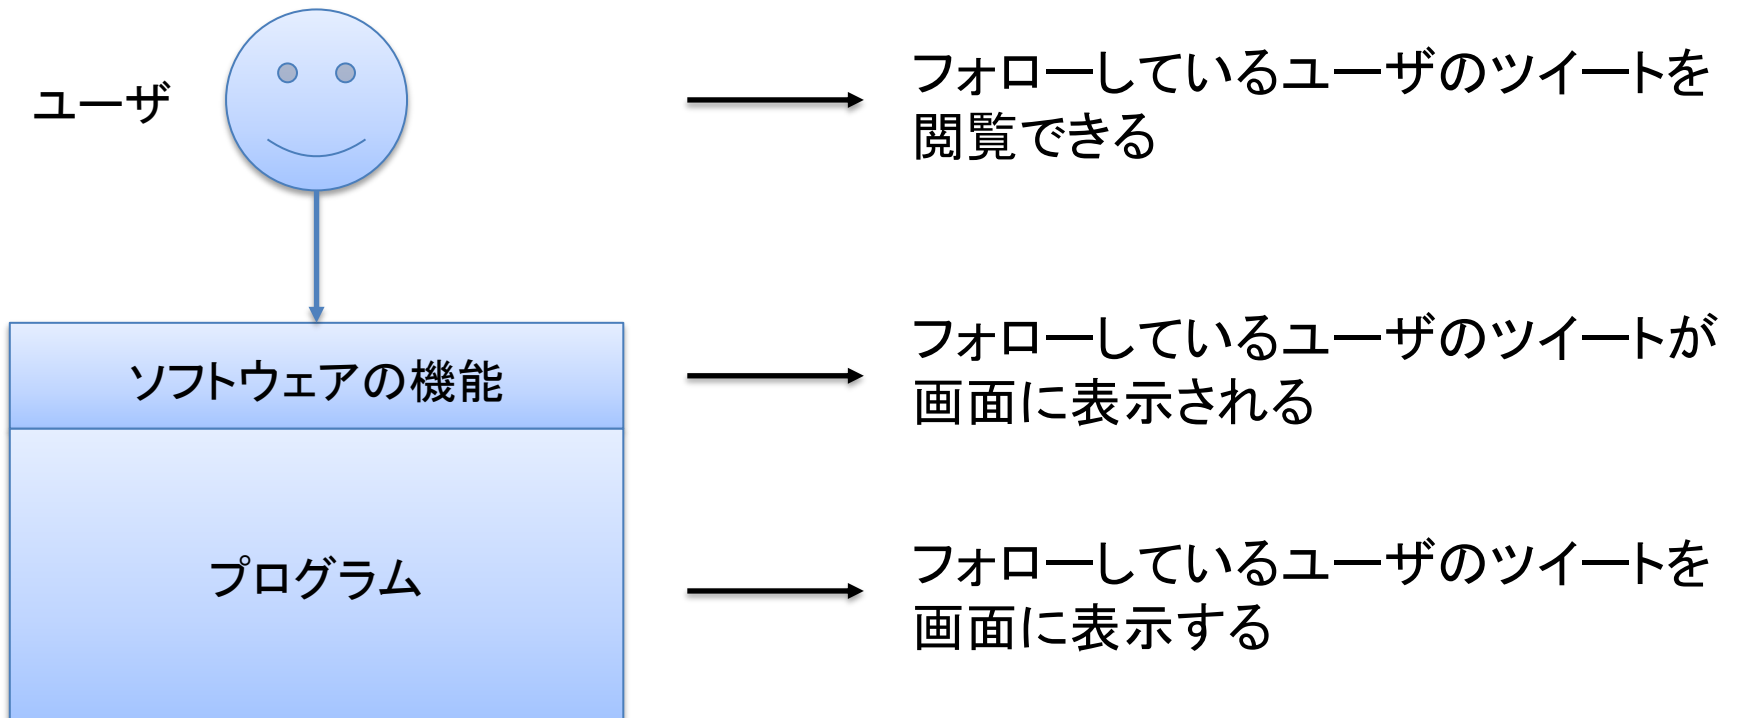 ユーザ
フォローしているユーザのツイートを
閲覧できる
ソフトウェアの機能
フォローしているユーザのツイートが
画面に表示される
プログラム
フォローしているユーザのツイートを
画面に表示する